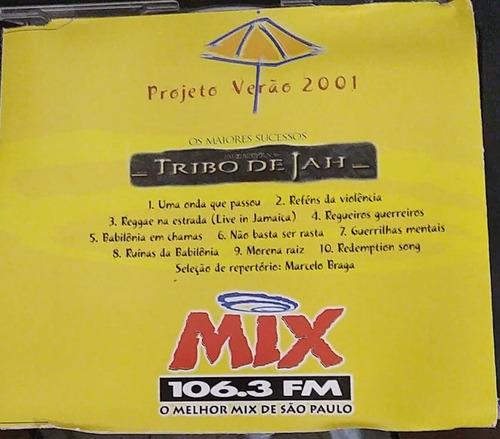 Projeto Verão 2001
OS MAIORES SUCESSOS
TRIBO DE JAH
1. Uma onda que passou 2. Reféns da violência
3. Reggae na estrada (Live in Jamaica) 4. Regueiros guerreiros
5. Babilônia em chamas 6. Não basta ser rasta 7. Guerrilhas mentais
8. Ruínas da Babilônia 9. Morena raiz 10. Redemption song
Seleção de repertório: Marcelo Braga
MIX
106.3 FM
O MELHOR MIX DE SÃO PAULO